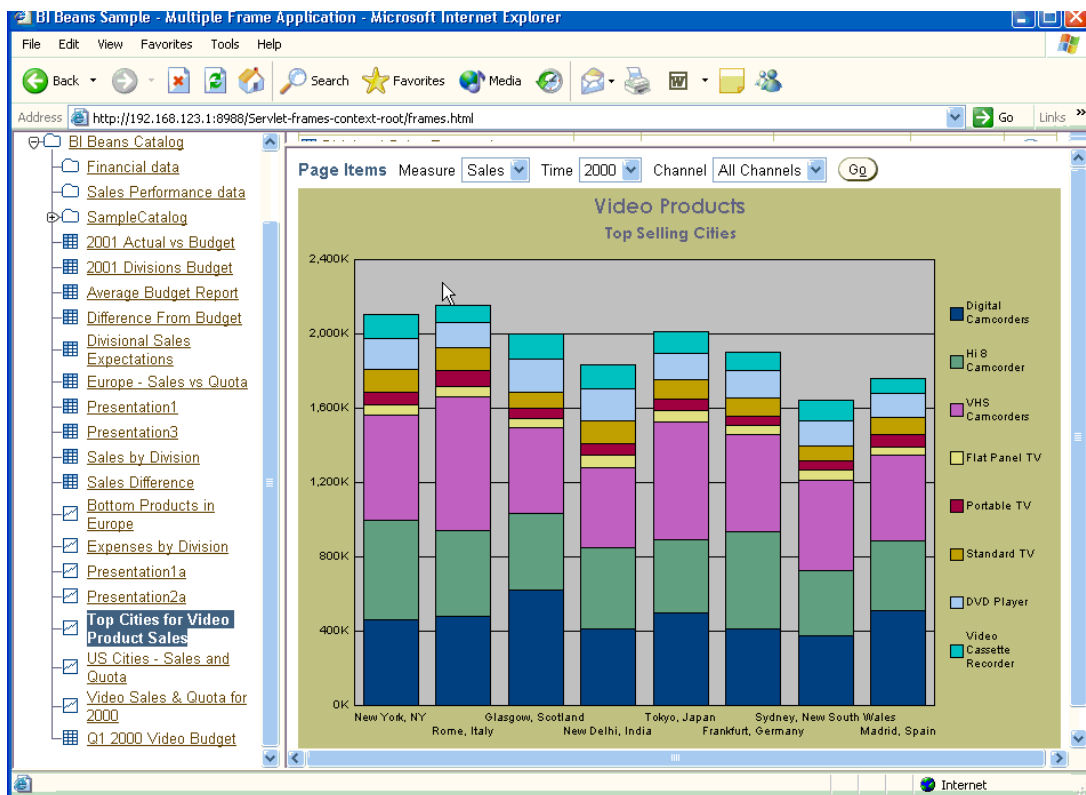 BI Beans Sample - Multiple Frame Application - Microsoft Internet Explorer
File Edit View Favorites Tools Help
Back Search Favorites Media
Address http://192.168.123.1:8988/Servlet-frames-context-root/frames.html Go Links »
BI Beans Catalog
Financial data
Sales Performance data
SampleCatalog
2001 Actual vs Budget
2001 Divisions Budget
Average Budget Report
Difference From Budget
Divisional Sales
Expectations
Europe - Sales vs Quota
Presentation1
Presentation3
Sales by Division
Sales Difference
Bottom Products in
Europe
Expenses by Division
Presentation1a
Presentation2a
Top Cities for Video
Product Sales
US Cities - Sales and
Quota
Video Sales & Quota for
2000
Q1 2000 Video Budget
Page Items Measure Sales Time 2000 Channel All Channels Go
Video Products
Top Selling Cities
2,400K
2,000K
1,600K
1,200K
800K
400K
0K
New York, NY Glasgow, Scotland Tokyo, Japan Sydney, New South Wales
Rome, Italy New Delhi, India Frankfurt, Germany Madrid, Spain
Digital
Camcorders
Hi 8
Camcorder
VHS
Camcorders
Flat Panel TV
Portable TV
Standard TV
DVD Player
Video
Cassette
Recorder
Internet